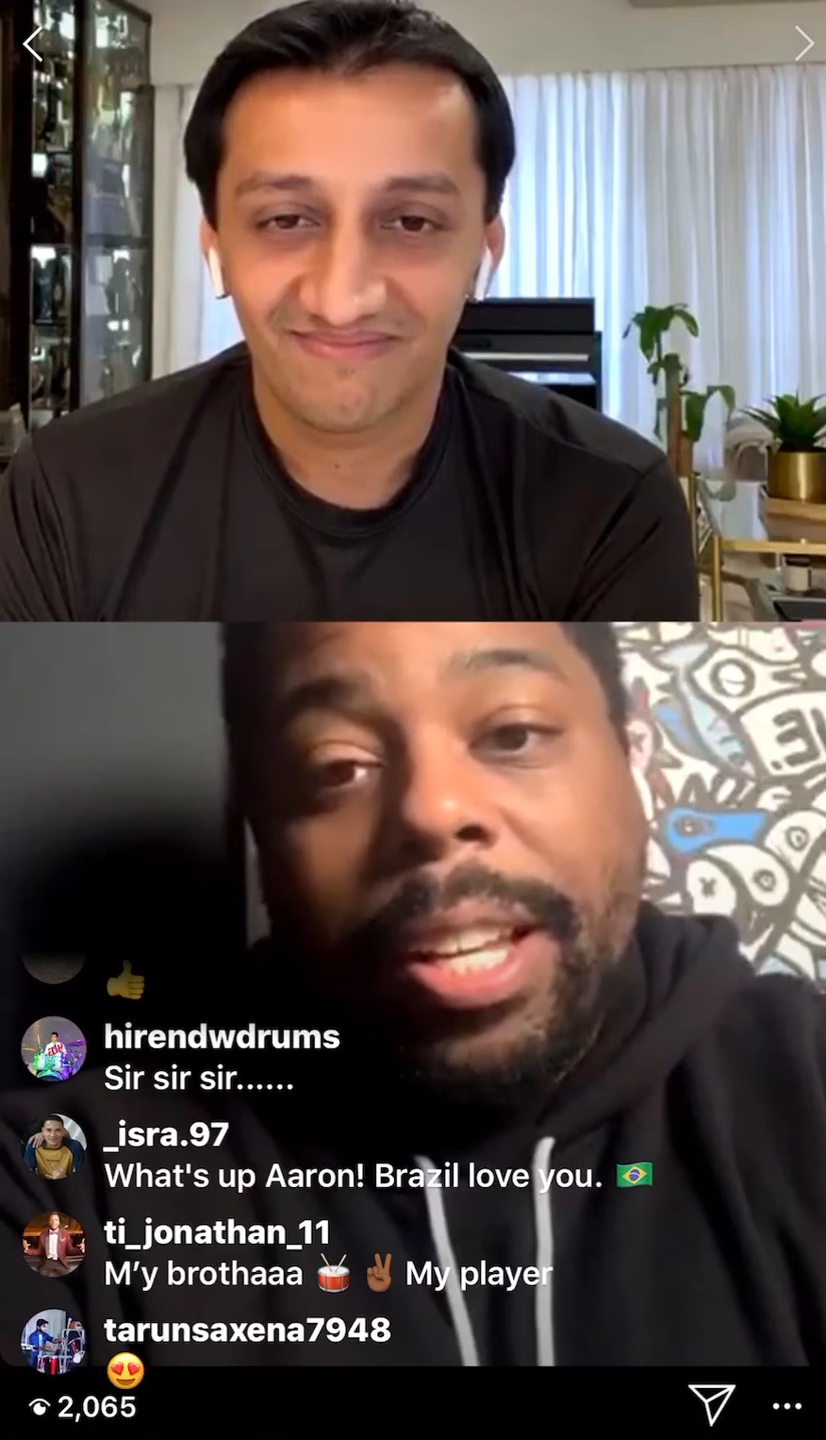 👍
hirendwdrums
Sir sir sir......
_isra.97
What's up Aaron! Brazil love you. 🇧🇷
ti_jonathan_11
M’y brothaaa 🥁 ✌🏾 My player
tarunsaxena7948
😍
2,065